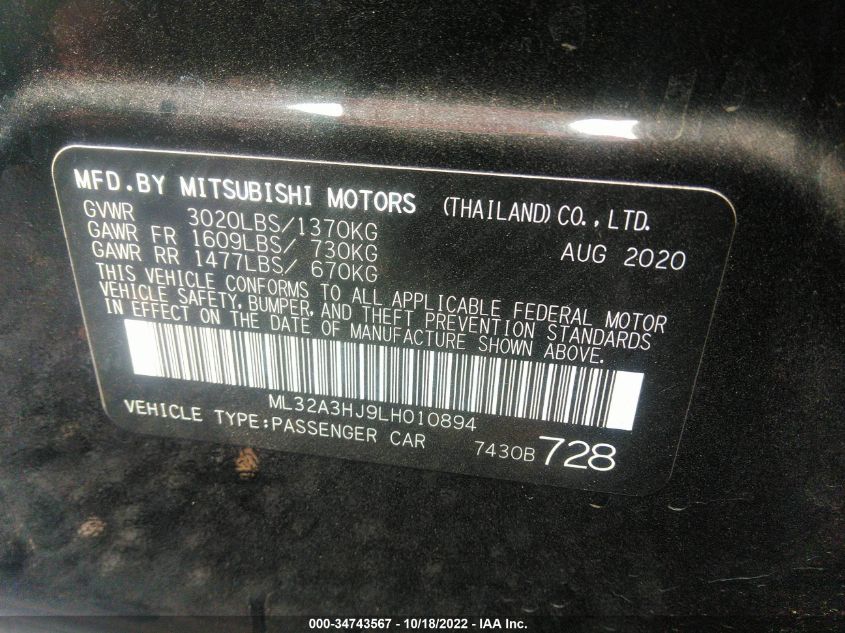 MFD.BY MITSUBISHI MOTORS (THAILAND) CO., LTD.
GVWR 3020LBS/1370KG AUG 2020
GAWR FR 1609LBS/ 730KG
GAWR RR 1477LBS/ 670KG
THIS VEHICLE CONFORMS TO ALL APPLICABLE FEDERAL MOTOR
VEHICLE SAFETY, BUMPER, AND THEFT PREVENTION STANDARDS
IN EFFECT ON THE DATE OF MANUFACTURE SHOWN ABOVE.
ML32A3HJ9LH010894
VEHICLE TYPE:PASSENGER CAR 7430B 728
000-34743567 - 10/18/2022 - IAA Inc.